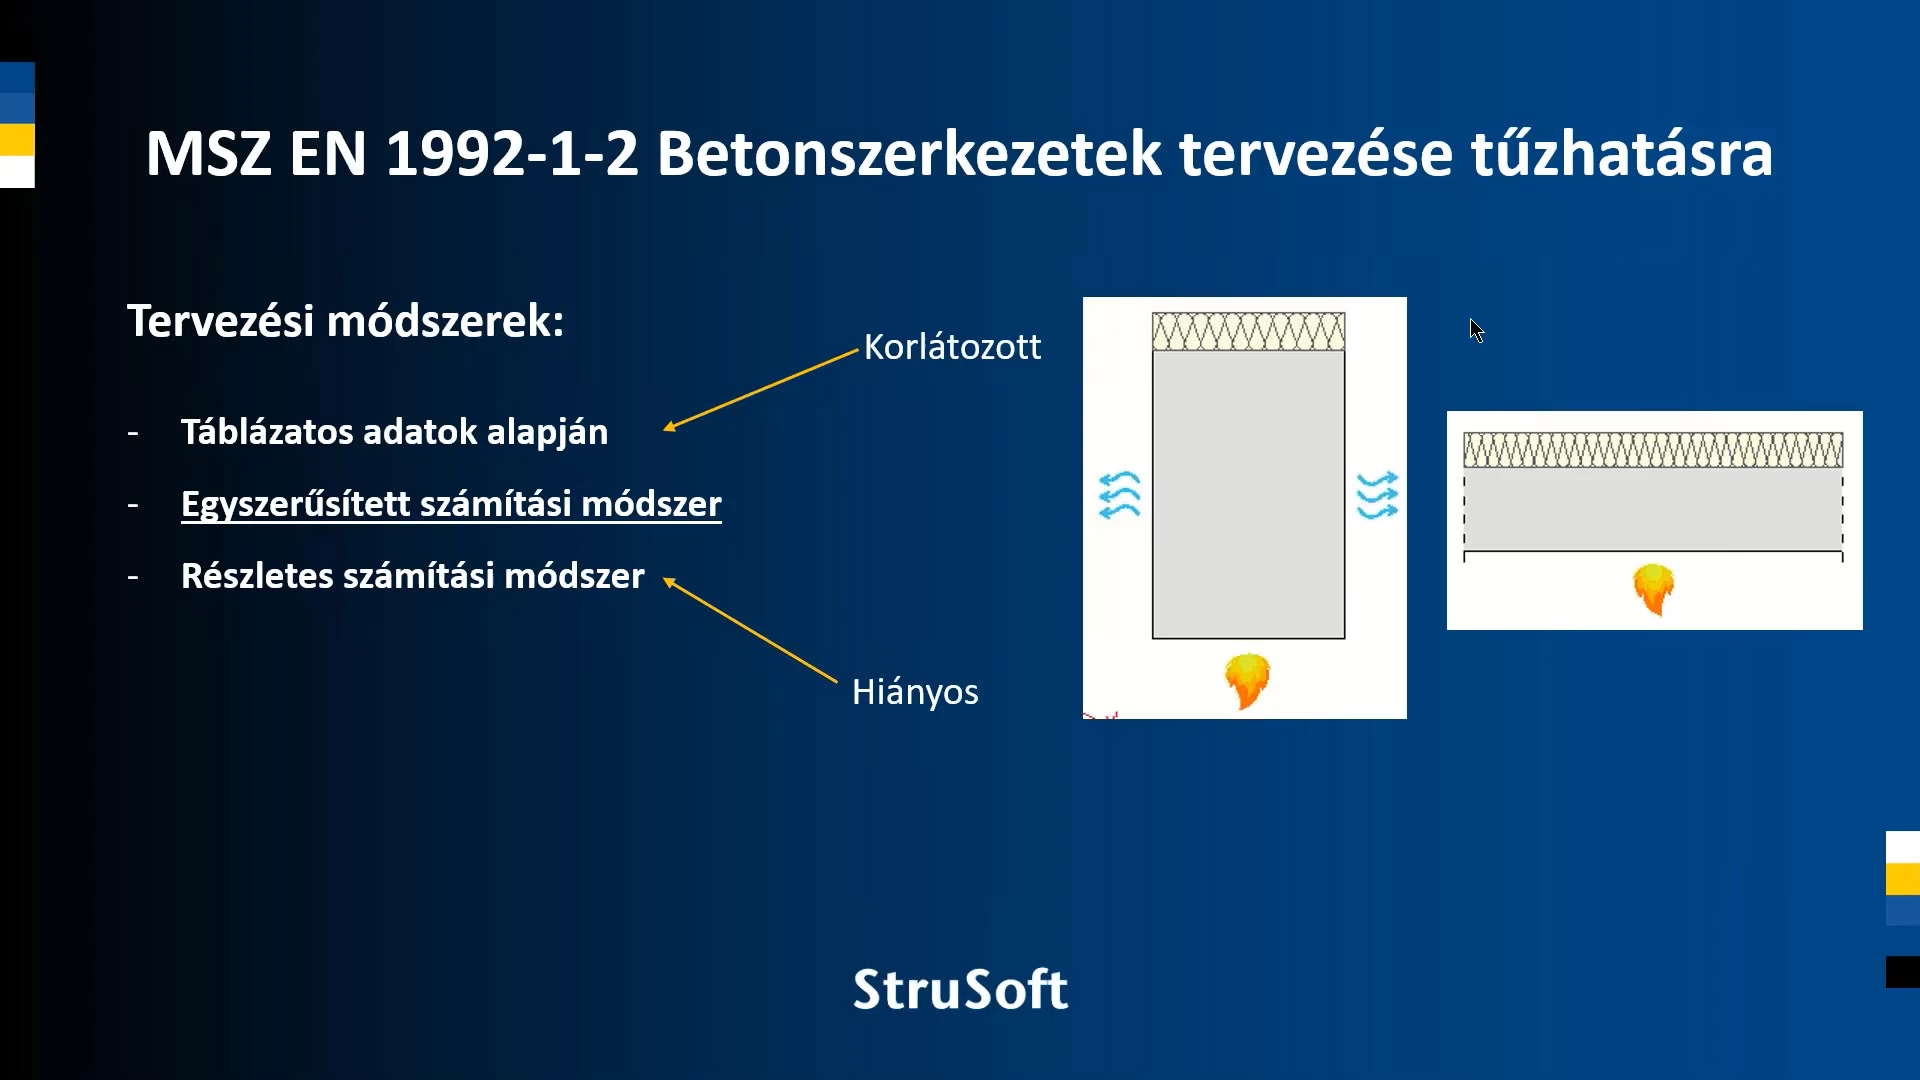 MSZ EN 1992-1-2 Betonszerkezetek tervezése tűzhatásra
Tervezési módszerek:
Korlátozott
- Táblázatos adatok alapján
- Egyszerűsített számítási módszer
- Részletes számítási módszer
Hiányos
StruSoft